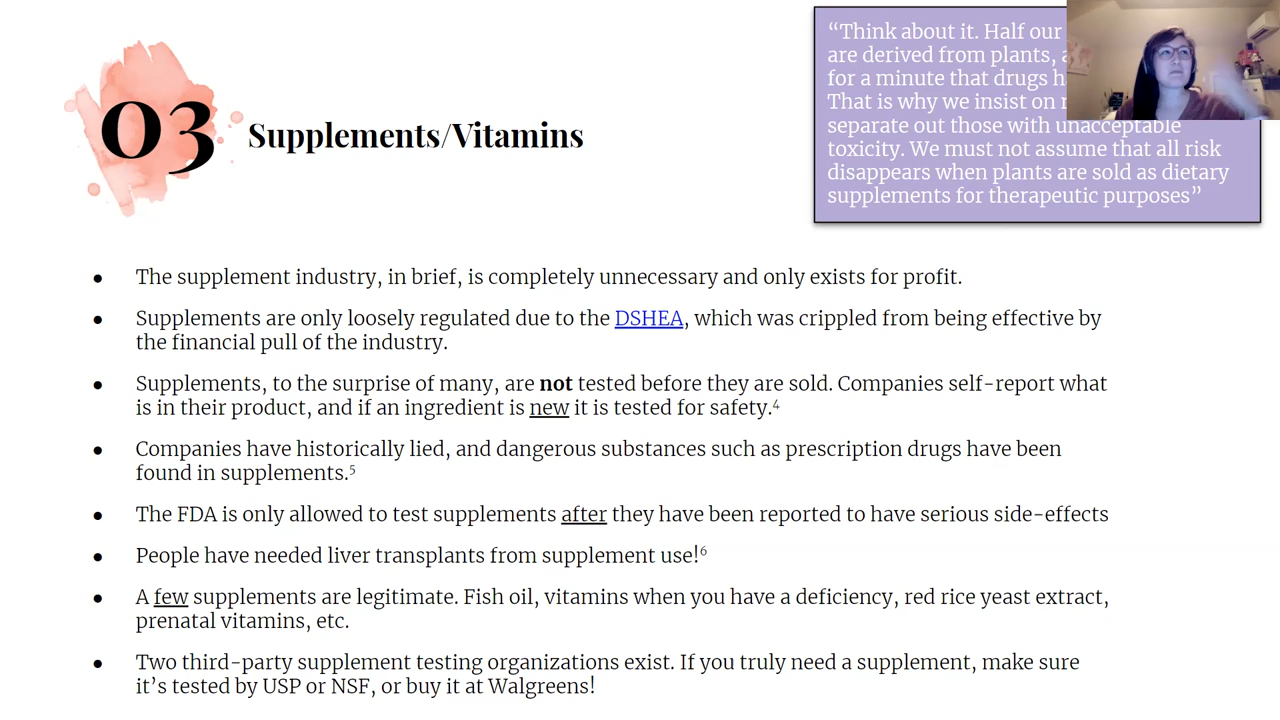 03
Supplements/Vitamins
“Think about it. Half our
are derived from plants,
for a minute that drugs
That is why we insist on
separate out those with unacceptable
toxicity. We must not assume that all risk
disappears when plants are sold as dietary
supplements for therapeutic purposes”
● The supplement industry, in brief, is completely unnecessary and only exists for profit.
● Supplements are only loosely regulated due to the DSHEA, which was crippled from being effective by
the financial pull of the industry.
● Supplements, to the surprise of many, are not tested before they are sold. Companies self-report what
is in their product, and if an ingredient is new it is tested for safety.⁴
● Companies have historically lied, and dangerous substances such as prescription drugs have been
found in supplements.⁵
● The FDA is only allowed to test supplements after they have been reported to have serious side-effects
● People have needed liver transplants from supplement use!⁶
● A few supplements are legitimate. Fish oil, vitamins when you have a deficiency, red rice yeast extract,
prenatal vitamins, etc.
● Two third-party supplement testing organizations exist. If you truly need a supplement, make sure
it’s tested by USP or NSF, or buy it at Walgreens!